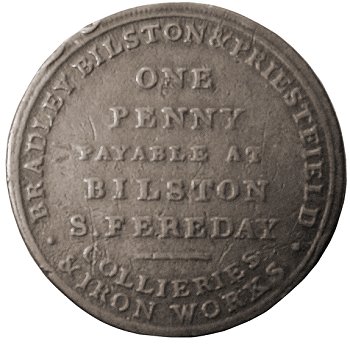 BRADLEY BILSTON & PRIESTFIELD
ONE
PENNY
PAYABLE AT
BILSTON
S. FEREDAY
COLLIERIES
& IRON WORKS